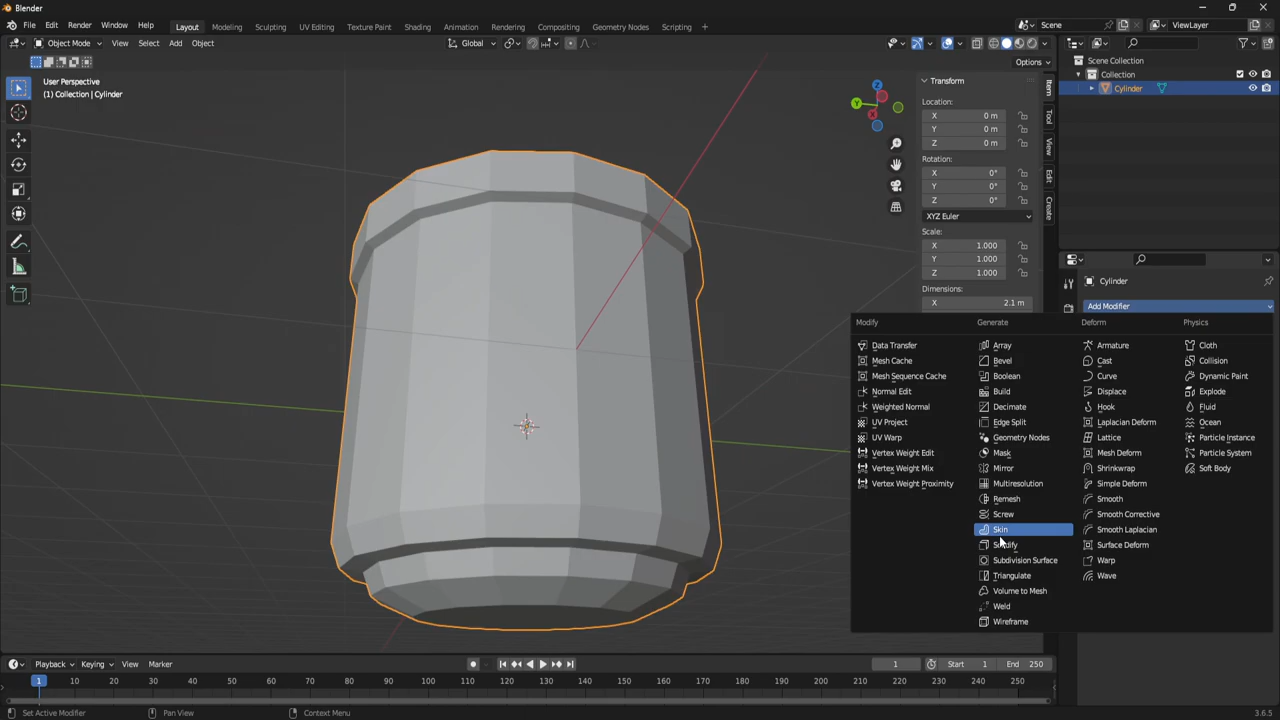 Blender
File Edit Render Window Help Layout Modeling Sculpting UV Editing Texture Paint Shading Animation Rendering Compositing Geometry Nodes Scripting + Scene ViewLayer
Object Mode View Select Add Object Global
Options
User Perspective
(1) Collection | Cylinder
Z
Y
X
Transform
Location:
X 0 m
Y 0 m
Z 0 m
Rotation:
X 0°
Y 0°
Z 0°
XYZ Euler
Scale:
X 1.000
Y 1.000
Z 1.000
Dimensions:
X 2.1 m
Item
Tool
View
Edit
Create
Scene Collection
Collection
Cylinder
Cylinder
Add Modifier
Modify Generate Deform Physics
Data Transfer Array Armature Cloth
Mesh Cache Bevel Cast Collision
Mesh Sequence Cache Boolean Curve Dynamic Paint
Normal Edit Build Displace Explode
Weighted Normal Decimate Hook Fluid
UV Project Edge Split Laplacian Deform Ocean
UV Warp Geometry Nodes Lattice Particle Instance
Vertex Weight Edit Mask Mesh Deform Particle System
Vertex Weight Mix Mirror Shrinkwrap Soft Body
Vertex Weight Proximity Multiresolution Simple Deform
Remesh Smooth
Screw Smooth Corrective
Skin Smooth Laplacian
Solidify Surface Deform
Subdivision Surface Warp
Triangulate Wave
Volume to Mesh
Weld
Wireframe
Playback Keying View Marker 1 Start 1 End 250
1 10 20 30 40 50 60 70 80 90 100 110 120 130 140 150 160 170 180 190 200 210 220 230 240 250
Set Active Modifier Pan View Context Menu 3.6.5